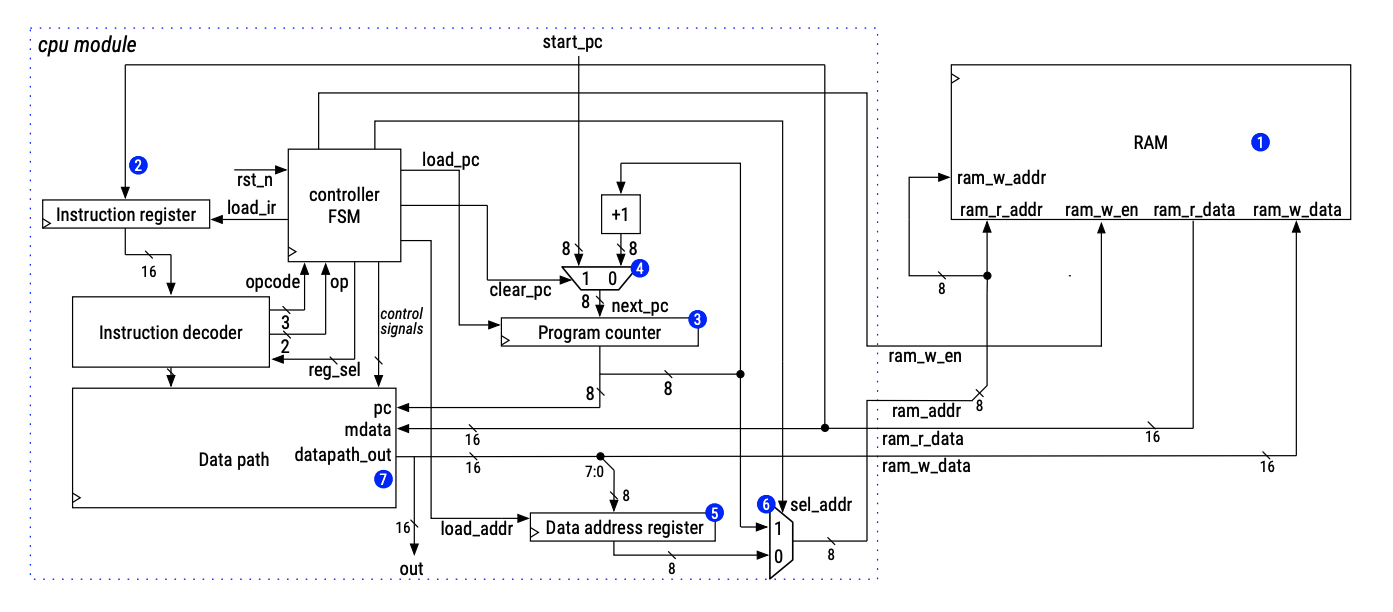 cpu module
start_pc
RAM
1
2
rst_n
controller
FSM
load_pc
+1
ram_w_addr
ram_r_addr
ram_w_en
ram_r_data
ram_w_data
Instruction register
load_ir
8
8
1
0
4
16
opcode
op
clear_pc
8
next_pc
8
Instruction decoder
3
2
control
signals
Program counter
3
reg_sel
8
8
ram_w_en
pc
ram_addr
8
mdata
16
ram_r_data
16
Data path
datapath_out
16
7:0
ram_w_data
16
7
8
16
load_addr
Data address register
5
6
sel_addr
1
0
8
8
out